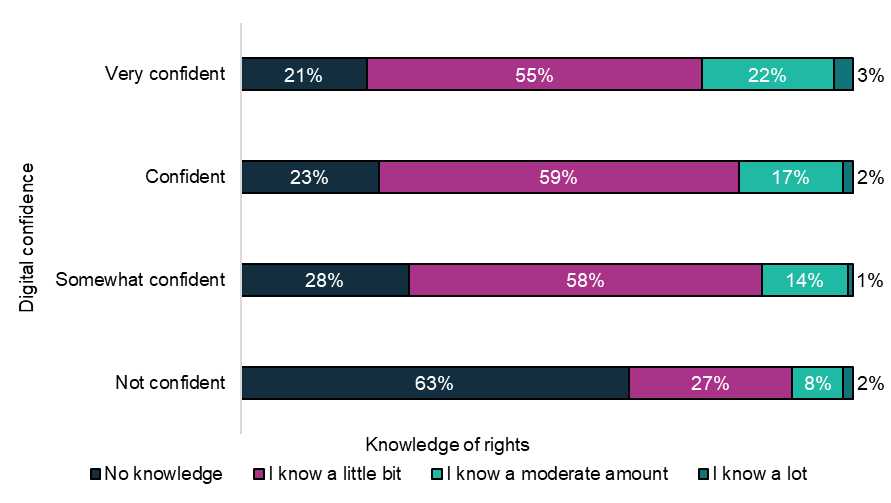 Very confident
21% 55% 22% 3%
Confident
23% 59% 17% 2%
Digital confidence
Somewhat confident
28% 58% 14% 1%
Not confident
63% 27% 8% 2%
Knowledge of rights
No knowledge I know a little bit I know a moderate amount I know a lot